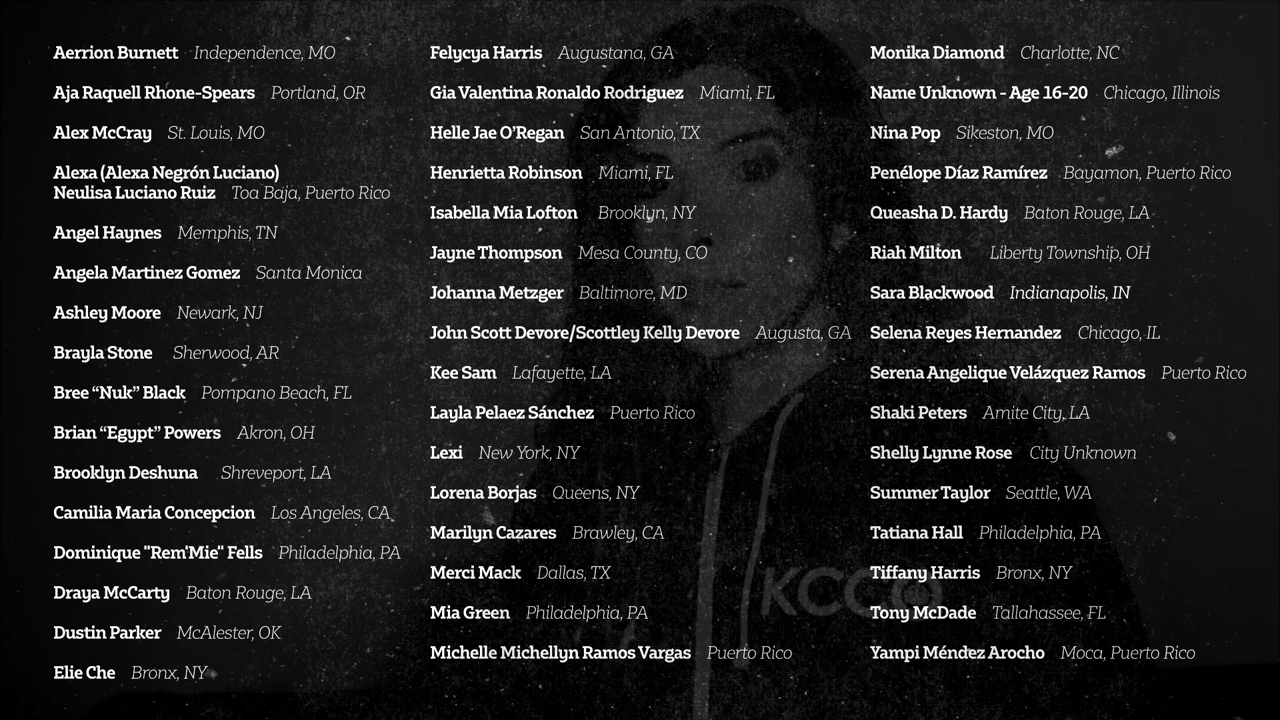 Aerrion Burnett Independence, MO
Aja Raquell Rhone-Spears Portland, OR
Alex McCray St. Louis, MO
Alexa (Alexa Negrón Luciano)
Neulisa Luciano Ruiz Toa Baja, Puerto Rico
Angel Haynes Memphis, TN
Angela Martinez Gomez Santa Monica
Ashley Moore Newark, NJ
Brayla Stone Sherwood, AR
Bree “Nuk” Black Pompano Beach, FL
Brian “Egypt” Powers Akron, OH
Brooklyn Deshuna Shreveport, LA
Camilia Maria Concepcion Los Angeles, CA
Dominique "Rem'Mie" Fells Philadelphia, PA
Draya McCarty Baton Rouge, LA
Dustin Parker McAlester, OK
Elie Che Bronx, NY
Felycya Harris Augustana, GA
Gia Valentina Ronaldo Rodriguez Miami, FL
Helle Jae O’Regan San Antonio, TX
Henrietta Robinson Miami, FL
Isabella Mia Lofton Brooklyn, NY
Jayne Thompson Mesa County, CO
Johanna Metzger Baltimore, MD
John Scott Devore/Scottley Kelly Devore Augusta, GA
Kee Sam Lafayette, LA
Layla Pelaez Sánchez Puerto Rico
Lexi New York, NY
Lorena Borjas Queens, NY
Marilyn Cazares Brawley, CA
Merci Mack Dallas, TX
Mia Green Philadelphia, PA
Michelle Michellyn Ramos Vargas Puerto Rico
Monika Diamond Charlotte, NC
Name Unknown - Age 16-20 Chicago, Illinois
Nina Pop Sikeston, MO
Penélope Díaz Ramírez Bayamon, Puerto Rico
Queasha D. Hardy Baton Rouge, LA
Riah Milton Liberty Township, OH
Sara Blackwood Indianapolis, IN
Selena Reyes Hernandez Chicago, IL
Serena Angelique Velázquez Ramos Puerto Rico
Shaki Peters Amite City, LA
Shelly Lynne Rose City Unknown
Summer Taylor Seattle, WA
Tatiana Hall Philadelphia, PA
Tiffany Harris Bronx, NY
Tony McDade Tallahassee, FL
Yampi Méndez Arocho Moca, Puerto Rico